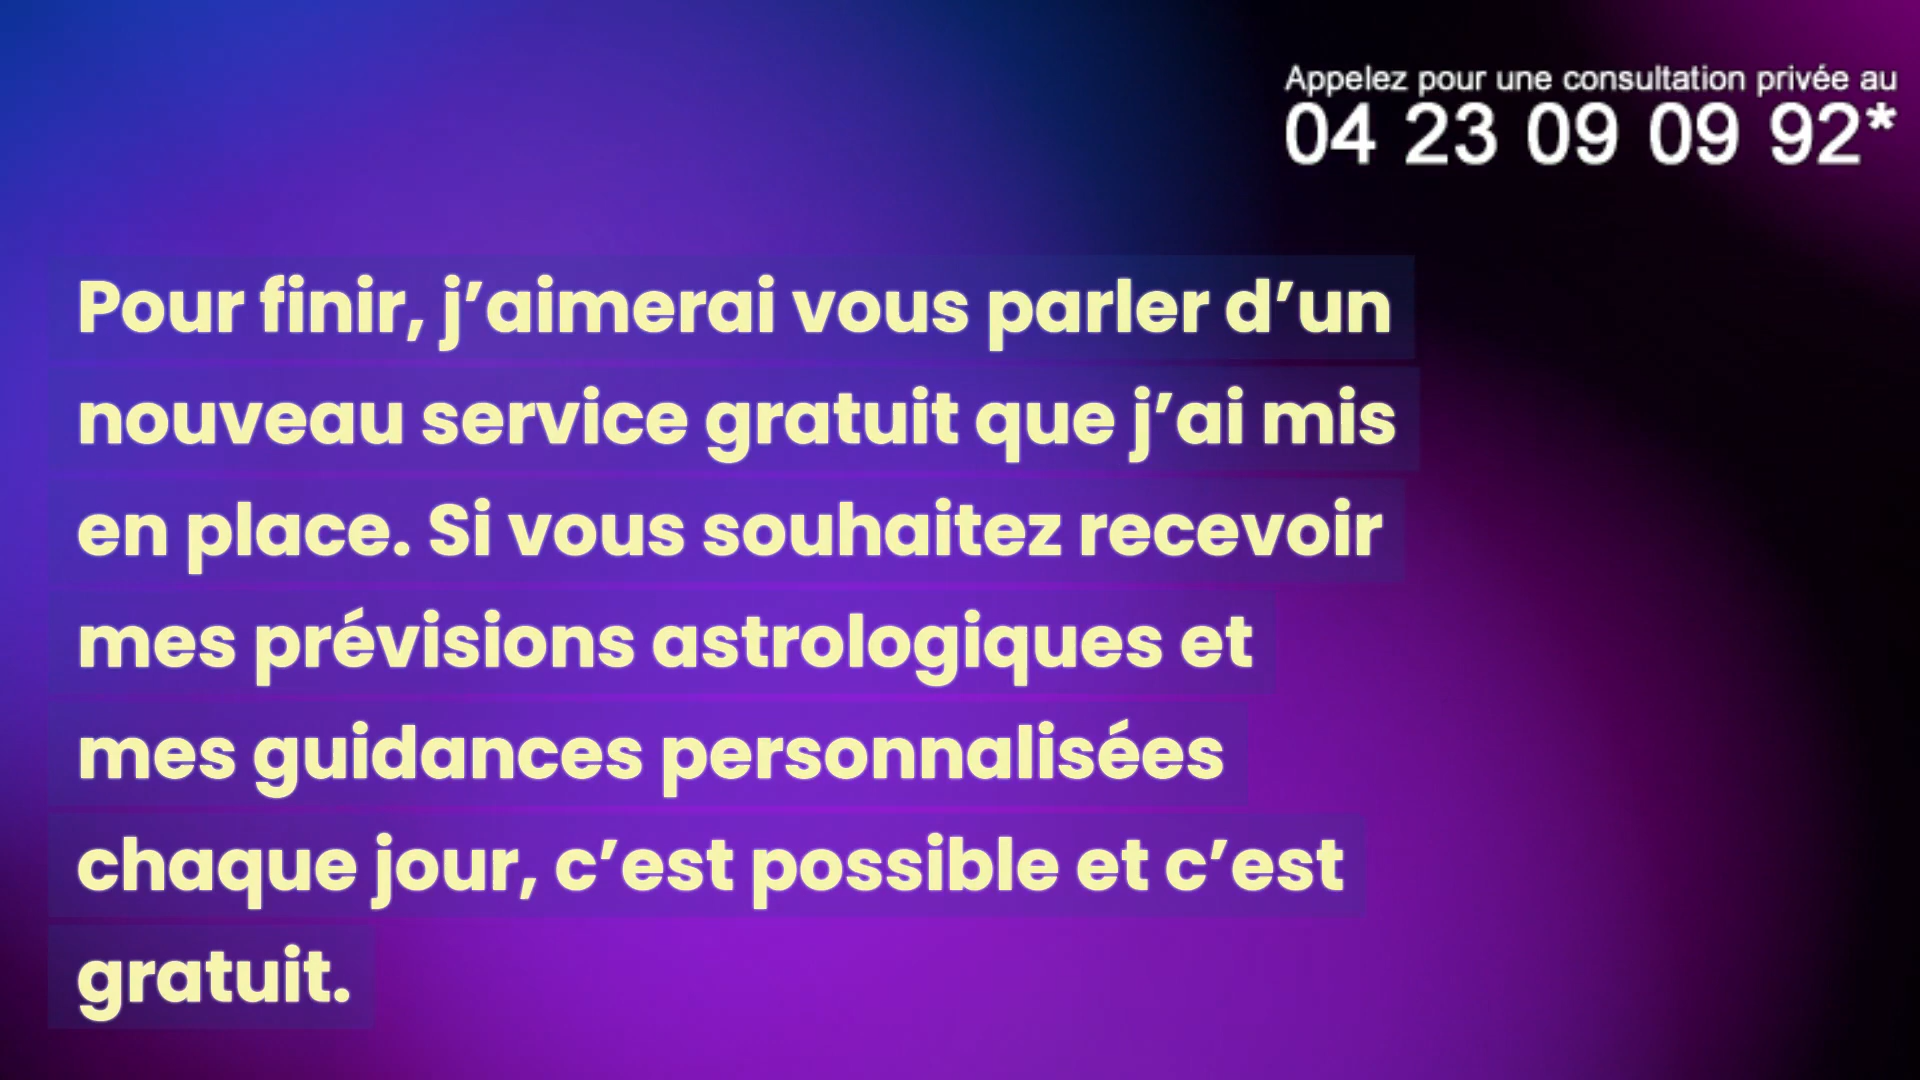 Appelez pour une consultation privée au
04 23 09 09 92*
Pour finir, j’aimerai vous parler d’un
nouveau service gratuit que j’ai mis
en place. Si vous souhaitez recevoir
mes prévisions astrologiques et
mes guidances personnalisées
chaque jour, c’est possible et c’est
gratuit.